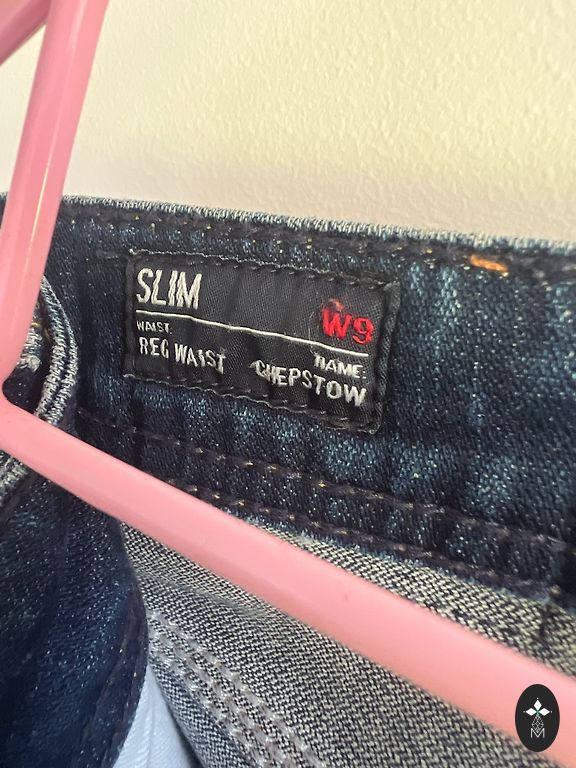 SLIM
W9
WAIST:
REG WAIST
NAME:
CHEPSTOW
M